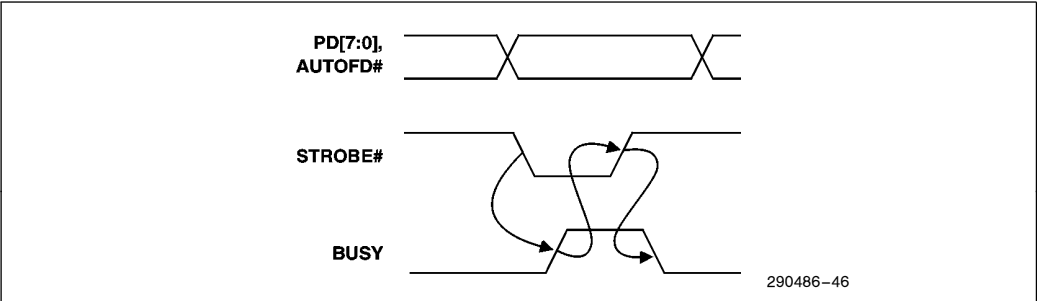 PD[7:0],
AUTOFD#
STROBE#
BUSY
290486–46